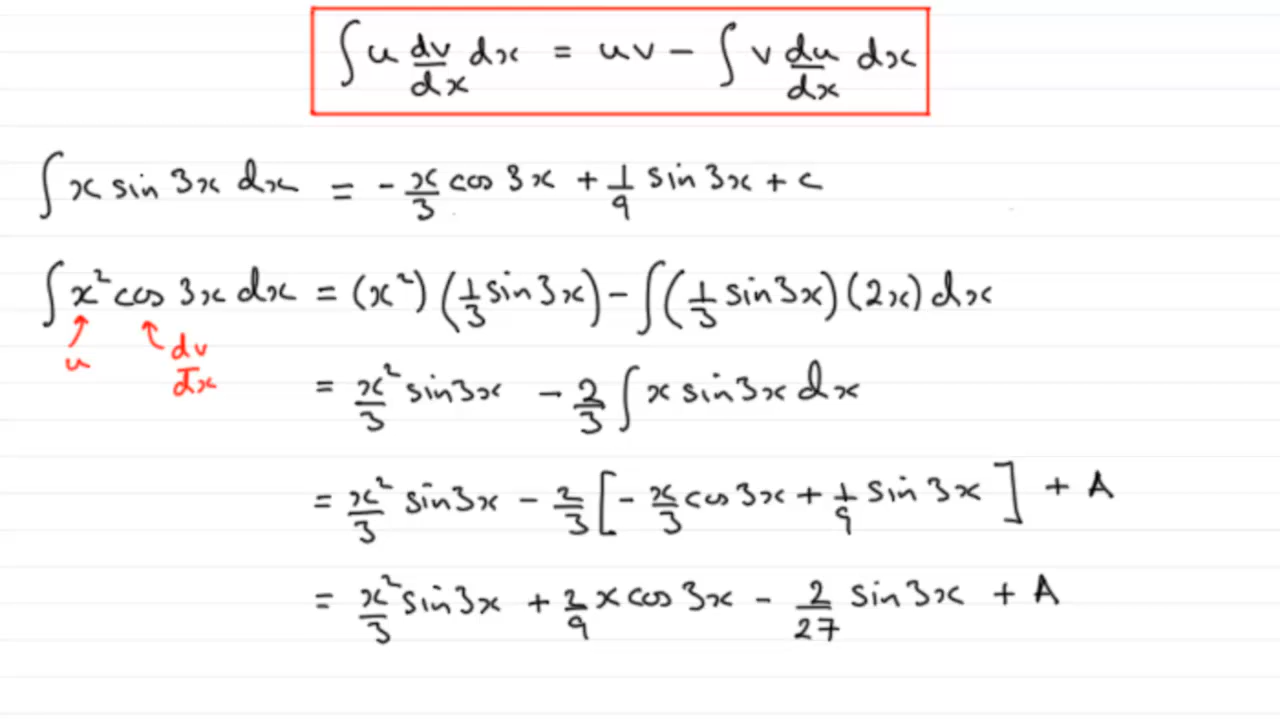 ∫ u dv/dx dx = uv − ∫ v du/dx dx
∫ x sin 3x dx = - x/3 cos 3x + 1/9 sin 3x + c
∫ x² cos 3x dx = (x²) (1/3 sin 3x) − ∫ (1/3 sin 3x) (2x) dx
u dv/dx
= x²/3 sin 3x − 2/3 ∫ x sin 3x dx
= x²/3 sin 3x − 2/3 [ - x/3 cos 3x + 1/9 sin 3x ] + A
= x²/3 sin 3x + 2/9 x cos 3x − 2/27 sin 3x + A